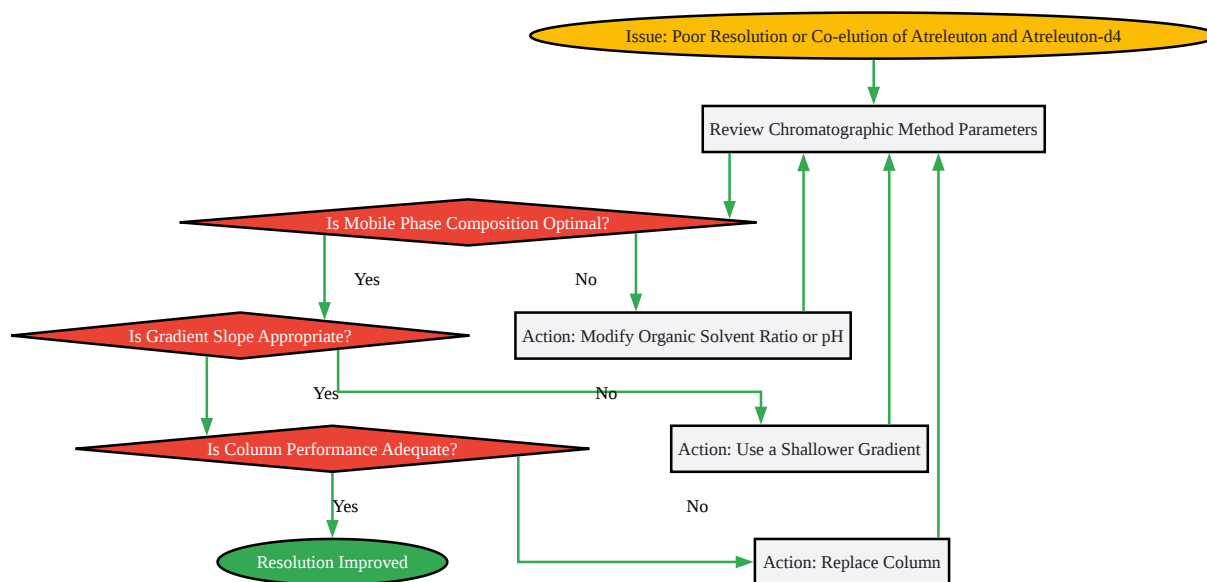 Issue: Poor Resolution or Co-elution of Atreleuton and Atreleuton-d4
Review Chromatographic Method Parameters
Is Mobile Phase Composition Optimal?
Yes
No
Is Gradient Slope Appropriate?
Action: Modify Organic Solvent Ratio or pH
Yes
No
Is Column Performance Adequate?
Action: Use a Shallower Gradient
Yes
No
Resolution Improved
Action: Replace Column